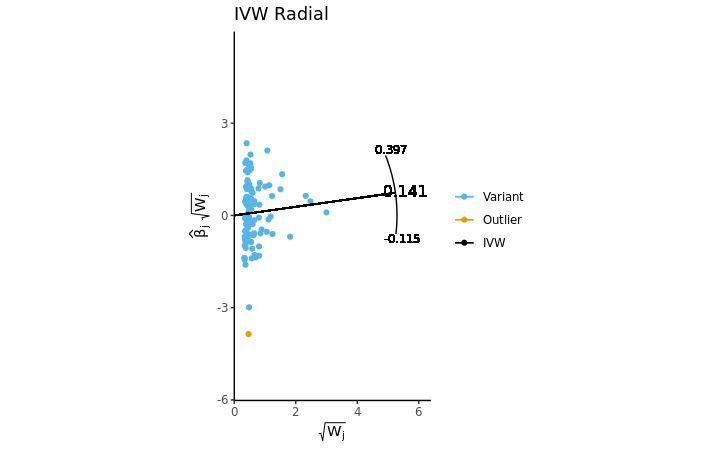 IVW Radial
3
0
-3
-6
0 2 4 6
β̂j √Wj
√Wj
0.397
0.141
-0.115
Variant
Outlier
IVW